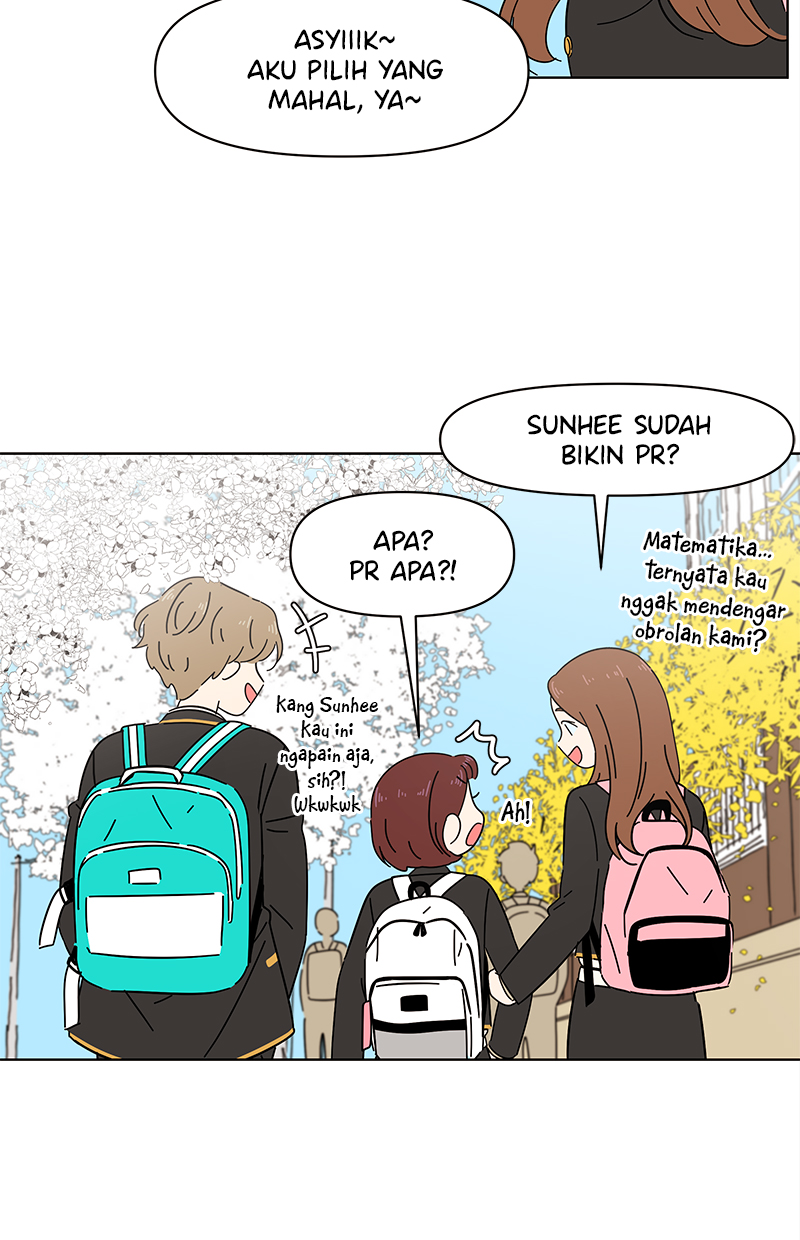 ASYIIIK~
AKU PILIH YANG
MAHAL, YA~
SUNHEE SUDAH
BIKIN PR?
Matematika...
ternyata kau
nggak mendengar
obrolan kami?
APA?
PR APA?!
Kang Sunhee
kau ini
ngapain aja,
sih?!
Wkwkwk
Ah!